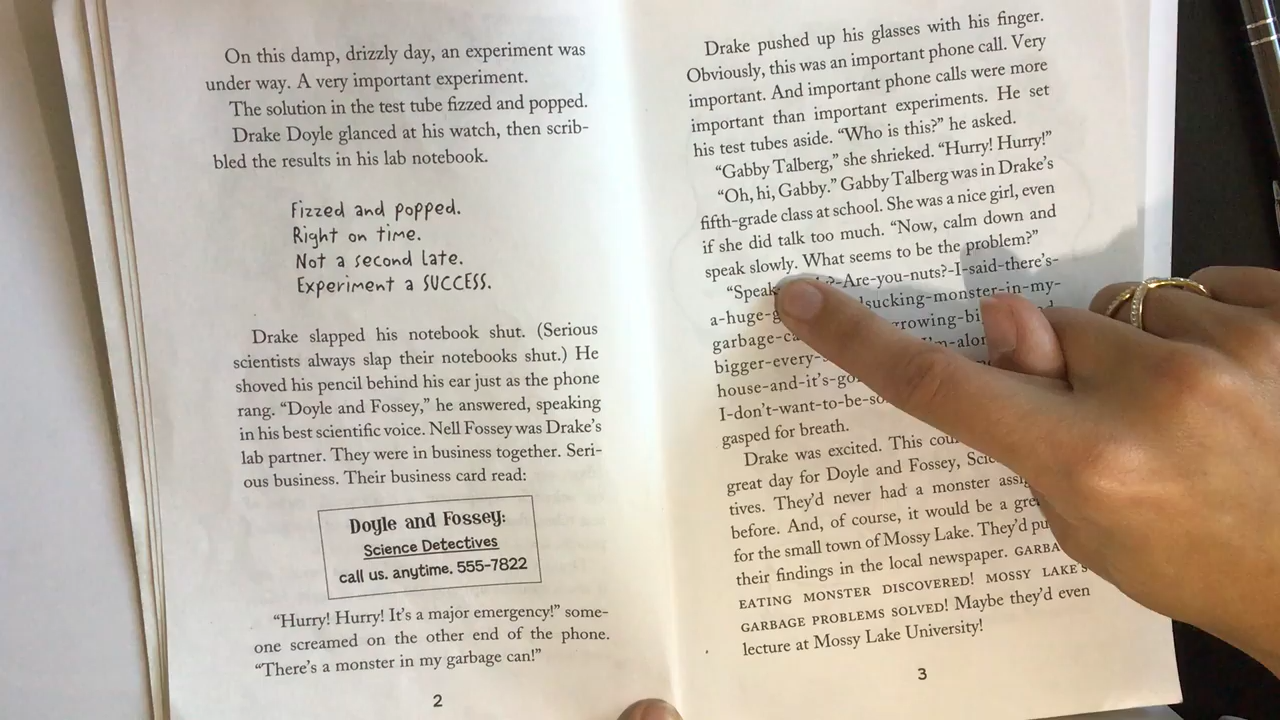 On this damp, drizzly day, an experiment was
under way. A very important experiment.
The solution in the test tube fizzed and popped.
Drake Doyle glanced at his watch, then scrib-
bled the results in his lab notebook.
Fizzed and popped.
Right on time.
Not a second late.
Experiment a SUCCESS.
Drake slapped his notebook shut. (Serious
scientists always slap their notebooks shut.) He
shoved his pencil behind his ear just as the phone
rang. “Doyle and Fossey,” he answered, speaking
in his best scientific voice. Nell Fossey was Drake’s
lab partner. They were in business together. Seri-
ous business. Their business card read:
Doyle and Fossey:
Science Detectives
call us. anytime. 555-7822
“Hurry! Hurry! It’s a major emergency!” some-
one screamed on the other end of the phone.
“There’s a monster in my garbage can!”
2
Drake pushed up his glasses with his finger.
Obviously, this was an important phone call. Very
important. And important phone calls were more
important than important experiments. He set
his test tubes aside. “Who is this?” he asked.
“Gabby Talberg,” she shrieked. “Hurry! Hurry!”
“Oh, hi, Gabby.” Gabby Talberg was in Drake’s
fifth-grade class at school. She was a nice girl, even
if she did talk too much. “Now, calm down and
speak slowly. What seems to be the problem?”
“Speak -Are-you-nuts?-I-said-there’s-
a-huge- sucking-monster-in-my-
garbage- growing-
bigger-every-
house-and-it’s-
I-don’t-want-to-be-
gasped for breath.
Drake was excited. This
great day for Doyle and Fossey,
tives. They’d never had a monster
before. And, of course, it would be a
for the small town of Mossy Lake. They’d
their findings in the local newspaper.
EATING MONSTER DISCOVERED! MOSSY LAKE’S
GARBAGE PROBLEMS SOLVED! Maybe they’d even
lecture at Mossy Lake University!
3